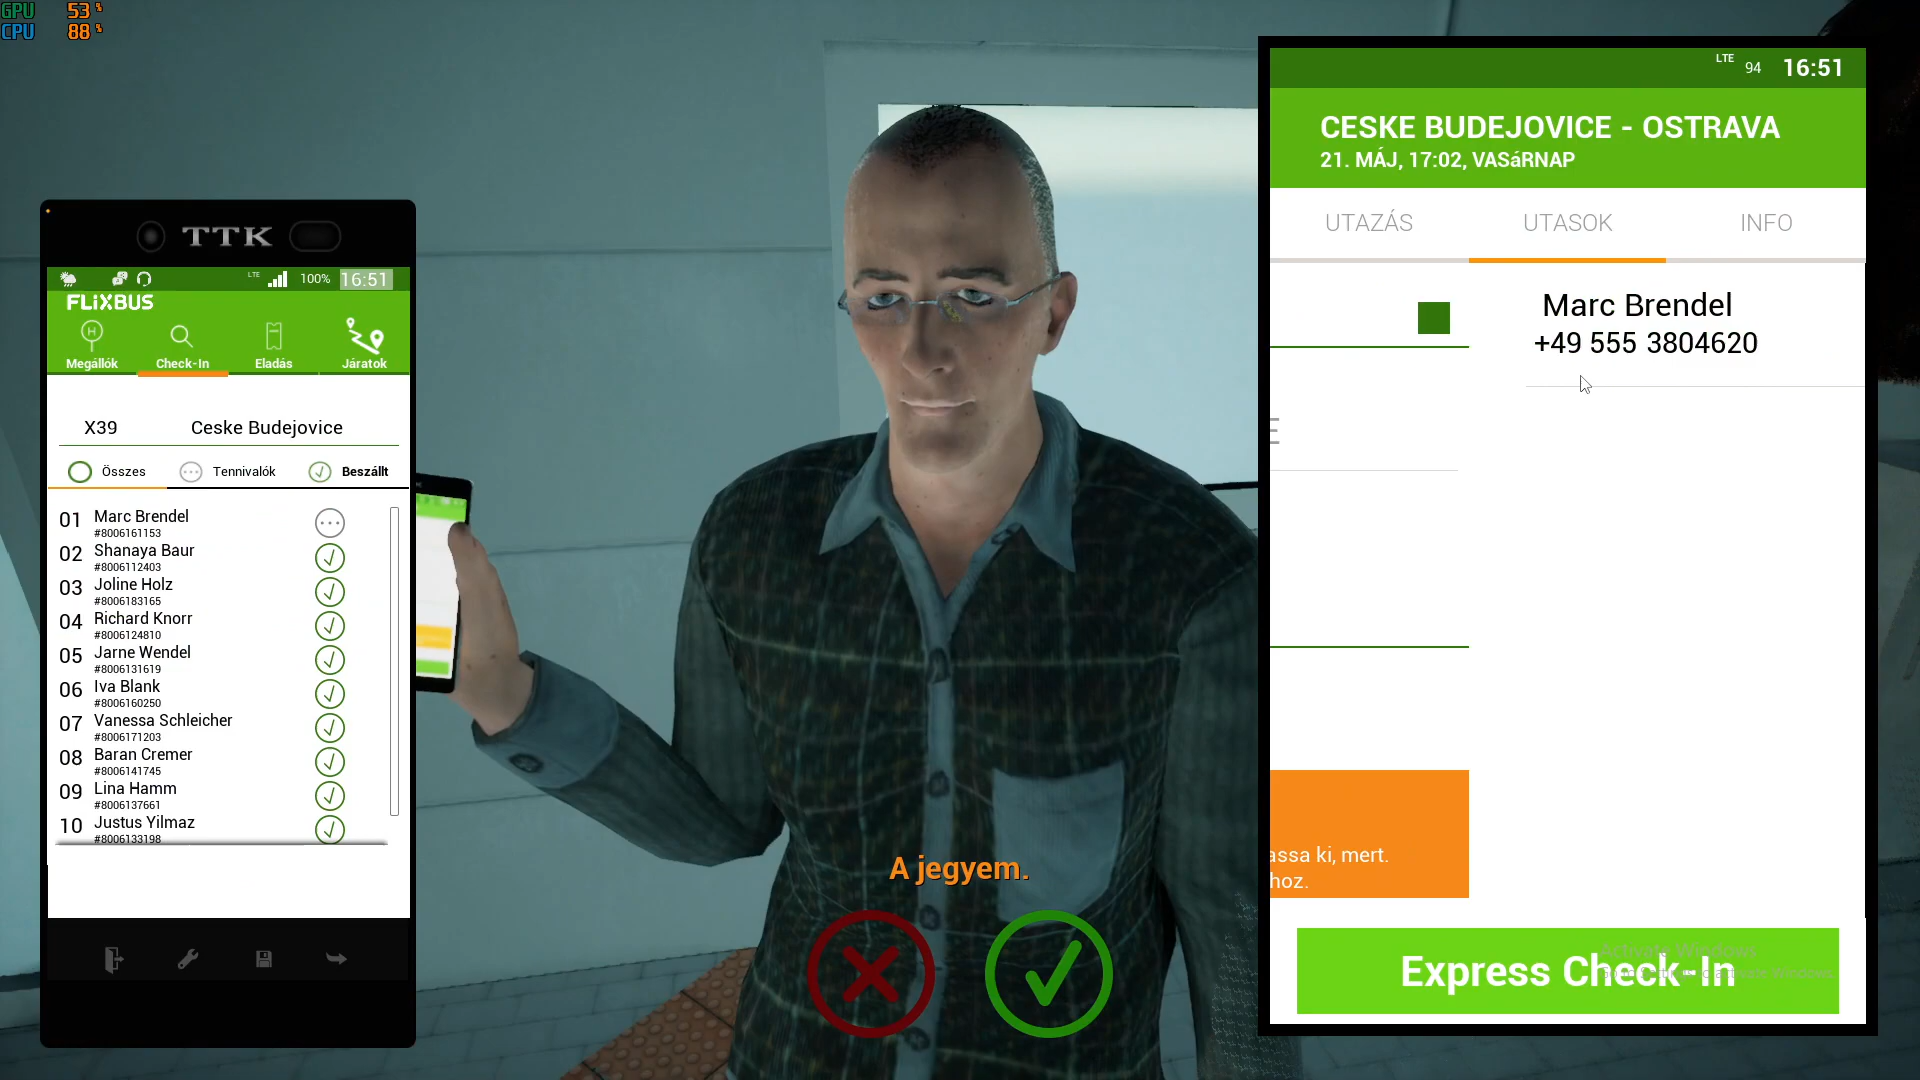 GPU 53 %
CPU 88 %
TTK
LTE 100% 16:51
FLiXBUS
Megállók Check-In Eladás Járatok
X39 Ceske Budejovice
Összes Tennivalók Beszállt
01 Marc Brendel
#8006161153
02 Shanaya Baur
#8006112403
03 Joline Holz
#8006183165
04 Richard Knorr
#8006124810
05 Jarne Wendel
#8006131619
06 Iva Blank
#8006160250
07 Vanessa Schleicher
#8006171203
08 Baran Cremer
#8006141745
09 Lina Hamm
#8006137661
10 Justus Yilmaz
#8006133198
A jegyem.
LTE 94 16:51
CESKE BUDEJOVICE - OSTRAVA
21. MÁJ, 17:02, VASáRNAP
UTAZÁS UTASOK INFO
Marc Brendel
+49 555 3804620
E
assa ki, mert.
hoz.
Activate Windows
Express Check-In